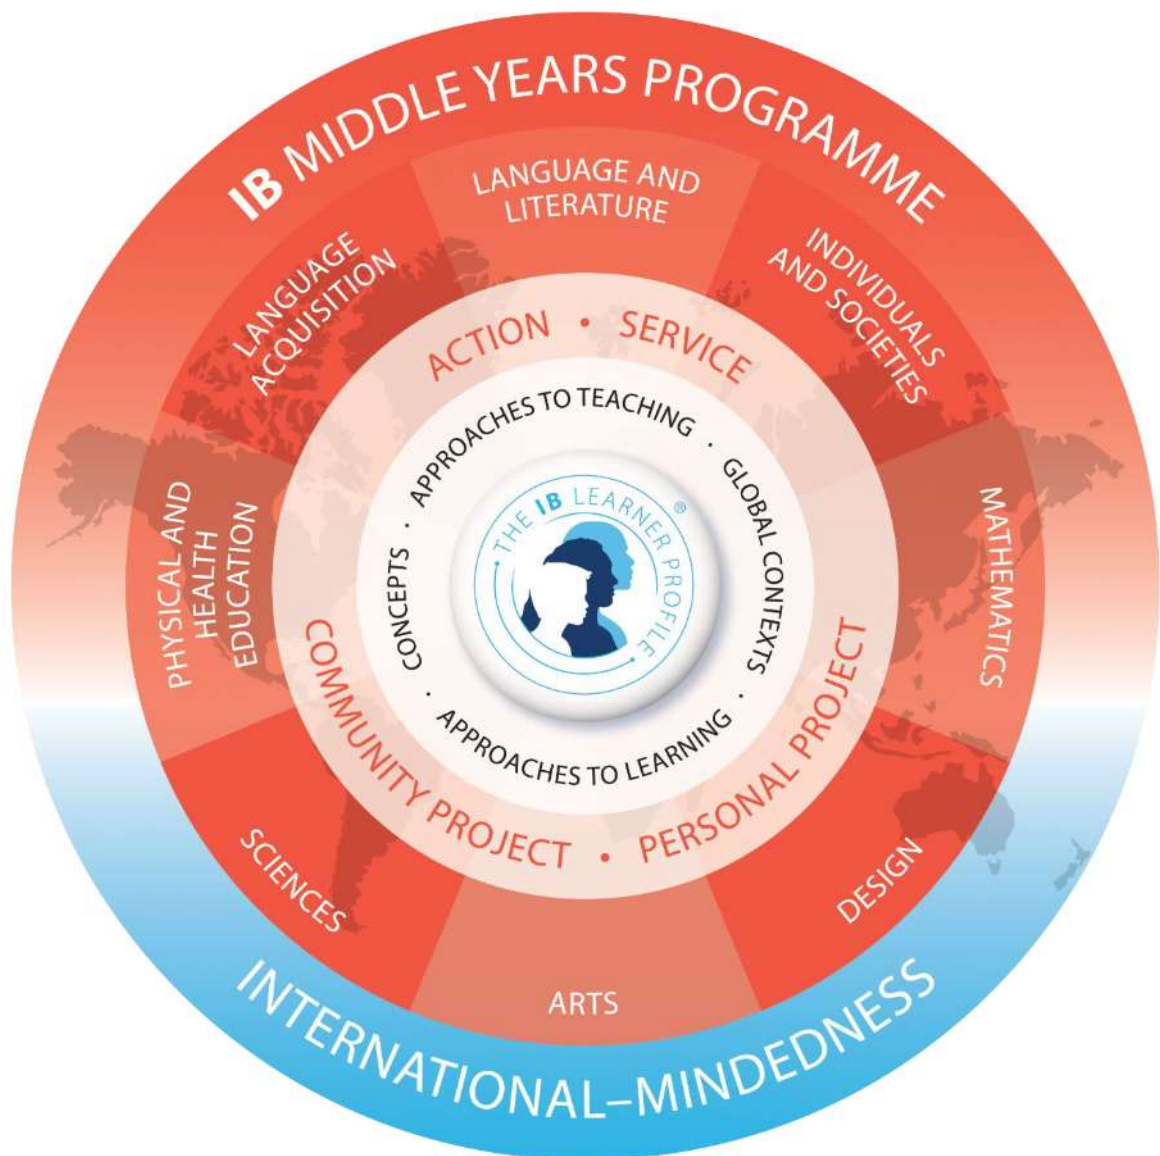 IB MIDDLE YEARS PROGRAMME
LANGUAGE AND
LITERATURE
INDIVIDUALS
AND SOCIETIES
MATHEMATICS
DESIGN
ARTS
SCIENCES
PHYSICAL AND
HEALTH
EDUCATION
LANGUAGE
ACQUISITION
ACTION • SERVICE
PERSONAL PROJECT
•
COMMUNITY PROJECT
APPROACHES TO TEACHING
· GLOBAL CONTEXTS
· APPROACHES TO LEARNING
· CONCEPTS ·
• THE IB LEARNER PROFILE • ®
INTERNATIONAL–MINDEDNESS